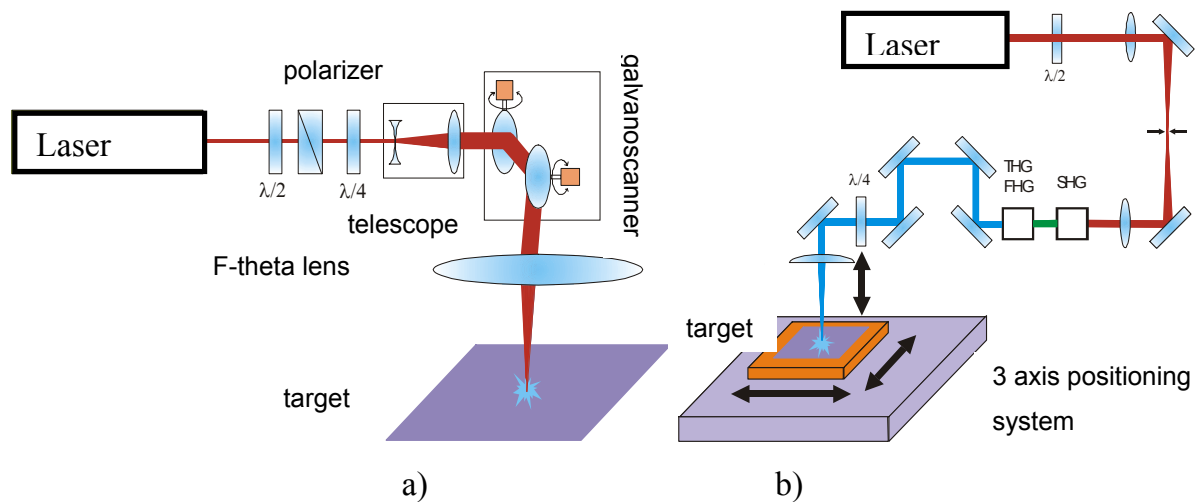 Laser
λ/2
polarizer
λ/4
telescope
galvanoscanner
F-theta lens
target
a)
Laser
λ/2
λ/4
THG
FHG
SHG
target
3 axis positioning
system
b)